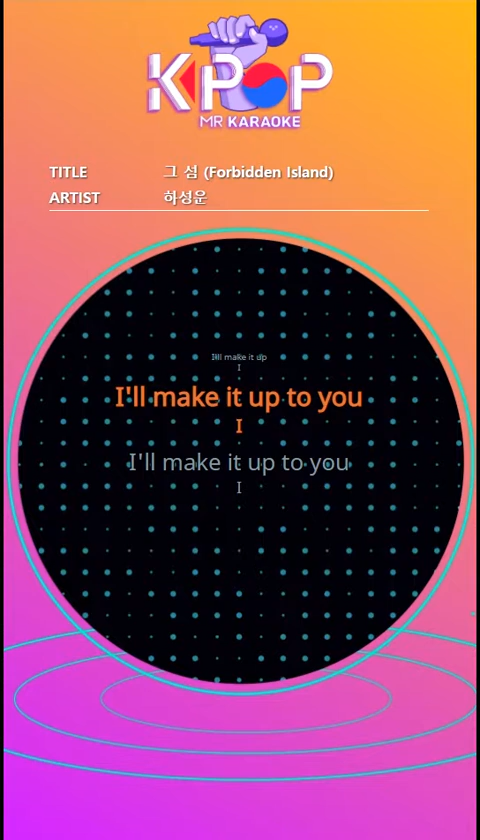 KPOP
MR KARAOKE
TITLE 그 섬 (Forbidden Island)
ARTIST 하성운
I'll make it up
I
I'll make it up to you
I
I'll make it up to you
I